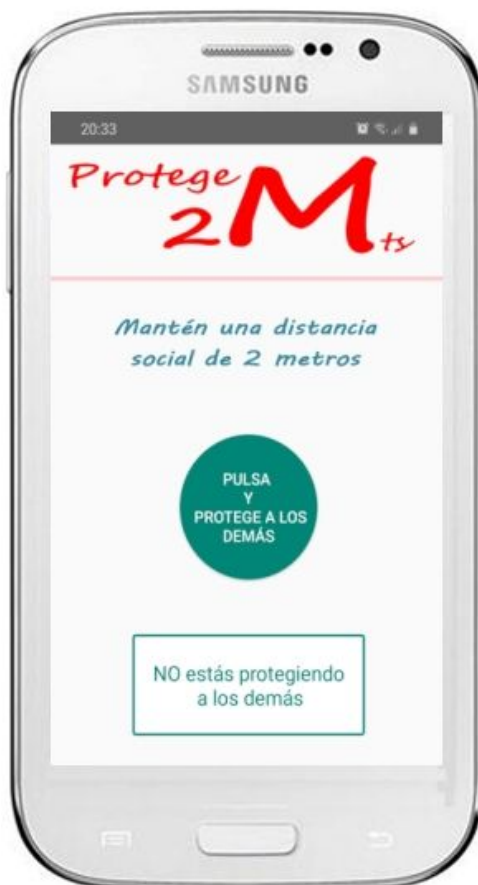 SAMSUNG
20:33
Protege
2M ts
Mantén una distancia
social de 2 metros
PULSA
Y
PROTEGE A LOS
DEMÁS
NO estás protegiendo
a los demás